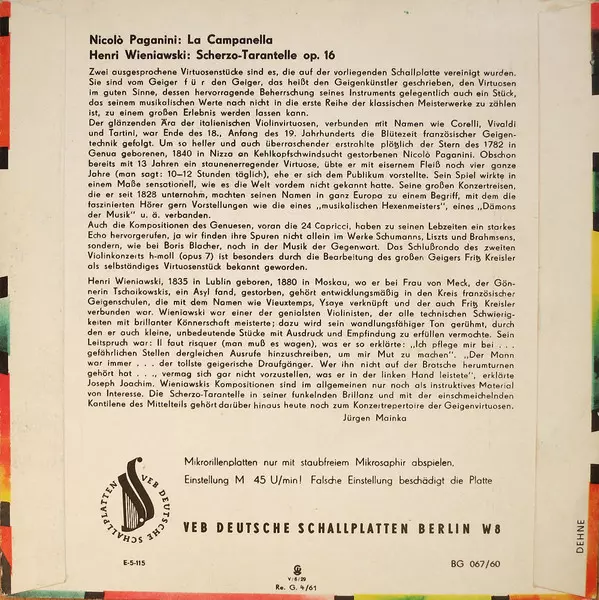 Nicolò Paganini: La Campanella
Henri Wieniawski: Scherzo-Tarantelle op. 16
Zwei ausgesprochene Virtuosenstücke sind es, die auf der vorliegenden Schallplatte vereinigt wurden.
Sie sind vom Geiger f ü r den Geiger, das heißt den Geigenkünstler geschrieben, den Virtuosen
im guten Sinne, dessen hervorragende Beherrschung seines Instruments gelegentlich auch ein Stück,
das seinem musikalischen Werte nach nicht in die erste Reihe der klassischen Meisterwerke zu zählen
ist, zu einem großen Erlebnis werden lassen kann.
Der glänzenden Ära der italienischen Violinvirtuosen, verbunden mit Namen wie Corelli, Vivaldi
und Tartini, war Ende des 18., Anfang des 19. Jahrhunderts die Blütezeit französischer Geigen-
technik gefolgt. Um so heller und auch überraschender erstrahlte plötzlich der Stern des 1782 in
Genua geborenen, 1840 in Nizza an Kehlkopfschwindsucht gestorbenen Nicolò Paganini. Obschon
bereits mit 13 Jahren ein staunenerregender Virtuose, übte er mit eisernem Fleiß noch vier ganze
Jahre (man sagt: 10–12 Stunden täglich), ehe er sich dem Publikum vorstellte. Sein Spiel wirkte in
einem Maße sensationell, wie es die Welt vordem nicht gekannt hatte. Seine großen Konzertreisen,
die er seit 1828 unternahm, machten seinen Namen in ganz Europa zu einem Begriff, mit dem die
faszinierten Hörer gern Vorstellungen wie die eines „musikalischen Hexenmeisters", eines „Dämons
der Musik" u. ä. verbanden.
Auch die Kompositionen des Genuesen, voran die 24 Capricci, haben zu seinen Lebzeiten ein starkes
Echo hervorgerufen, ja wir finden ihre Spuren nicht allein im Werke Schumanns, Liszts und Brahmsens,
sondern, wie bei Boris Blacher, noch in der Musik der Gegenwart. Das Schlußrondo des zweiten
Violinkonzerts h-moll (opus 7) ist besonders durch die Bearbeitung des großen Geigers Fritz Kreisler
als selbständiges Virtuosenstück bekannt geworden.
Henri Wieniawski, 1835 in Lublin geboren, 1880 in Moskau, wo er bei Frau von Meck, der Gön-
nerin Tschaikowskis, ein Asyl fand, gestorben, gehört entwicklungsmäßig in den Kreis französischer
Geigenschulen, die mit dem Namen wie Vieuxtemps, Ysaye verknüpft und der auch Fritz Kreisler
verbunden war. Wieniawski war einer der genialsten Violinisten, der alle technischen Schwierig-
keiten mit brillanter Könnerschaft meisterte; dazu wird sein wandlungsfähiger Ton gerühmt, durch
den er auch kleine, unbedeutende Stücke mit Ausdruck und Empfindung zu erfüllen vermochte. Sein
Leitspruch war: Il faut risquer (man muß es wagen), was er so erklärte: „Ich pflege mir bei . . .
gefährlichen Stellen dergleichen Ausrufe hinzuschreiben, um mir Mut zu machen". „Der Mann
war immer . . . der tollste geigerische Draufgänger. Wer ihn nicht auf der Bratsche herumturnen
gehört hat . . ., vermag sich gar nicht vorzustellen, was er in der linken Hand leistete", erklärte
Joseph Joachim. Wieniawskis Kompositionen sind im allgemeinen nur noch als instruktives Material
von Interesse. Die Scherzo-Tarantelle in seiner funkelnden Brillanz und mit der einschmeichelnden
Kantilene des Mittelteils gehört darüber hinaus heute noch zum Konzertrepertoire der Geigenvirtuosen.
Jürgen Mainka
Mikrorillenplatten nur mit staubfreiem Mikrosaphir abspielen.
Einstellung M 45 U/min! Falsche Einstellung beschädigt die Platte
VEB DEUTSCHE SCHALLPLATTEN
VEB DEUTSCHE SCHALLPLATTEN BERLIN W8
E-5-115
BG 067/60
V/6/29
Re. G. 4/61
DEHNE